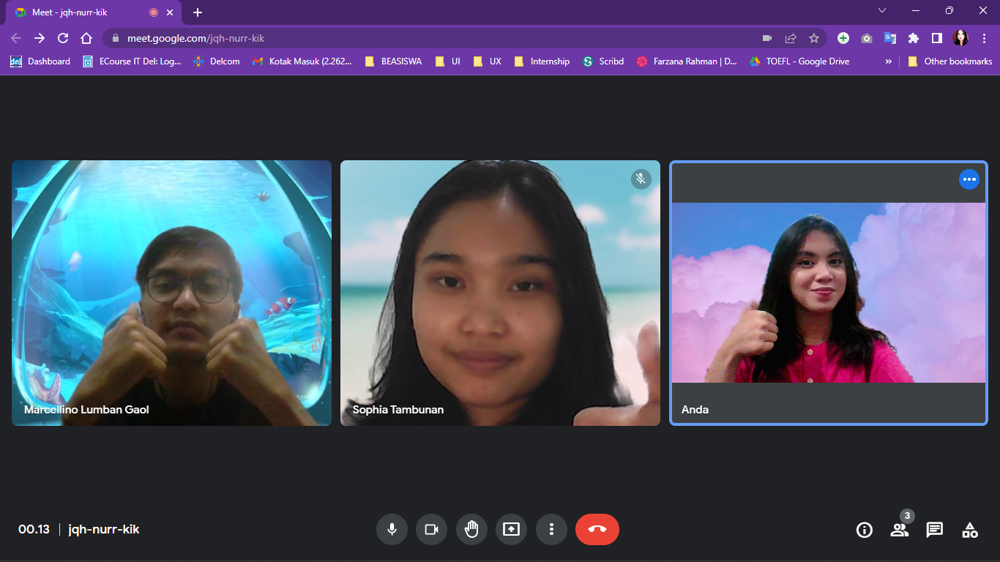 Meet - jqh-nurr-kik
meet.google.com/jqh-nurr-kik
Dashboard ECourse IT Del: Log... Delcom Kotak Masuk (2.262... BEASISWA UI UX Internship Scribd Farzana Rahman | D... TOEFL - Google Drive » Other bookmarks
Marcellino Lumban Gaol
Sophia Tambunan
Anda
00.13 | jqh-nurr-kik
3